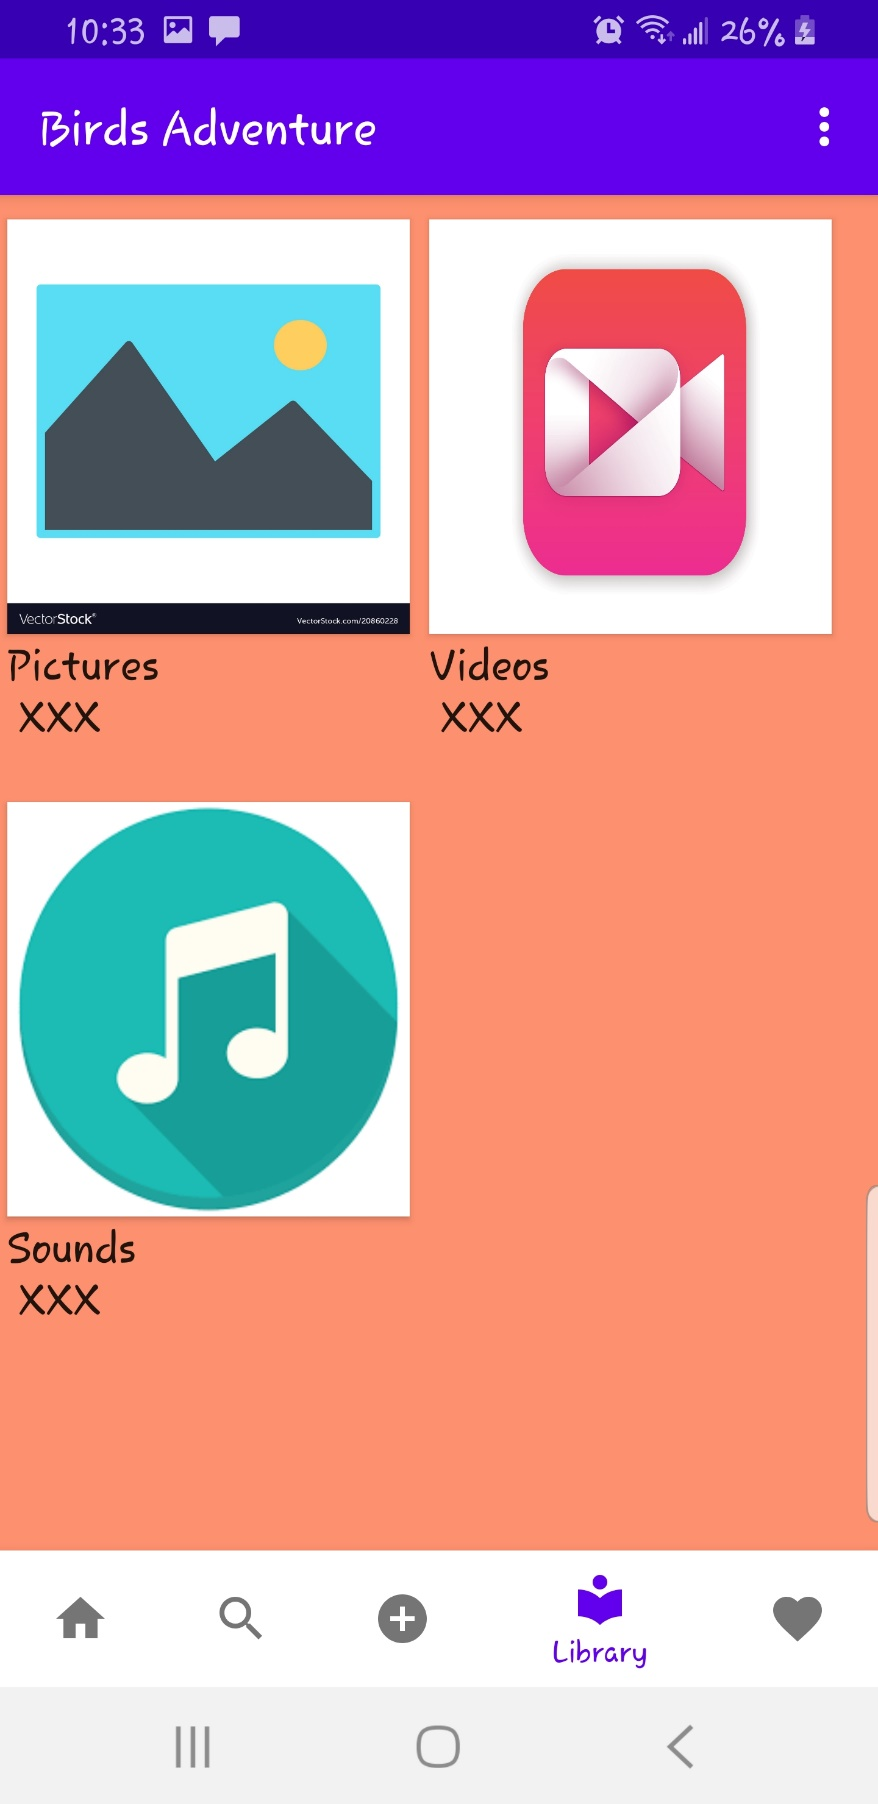 10:33
26%
Birds Adventure
VectorStock®
VectorStock.com/20860228
Pictures
XXX
Videos
XXX
Sounds
XXX
Library